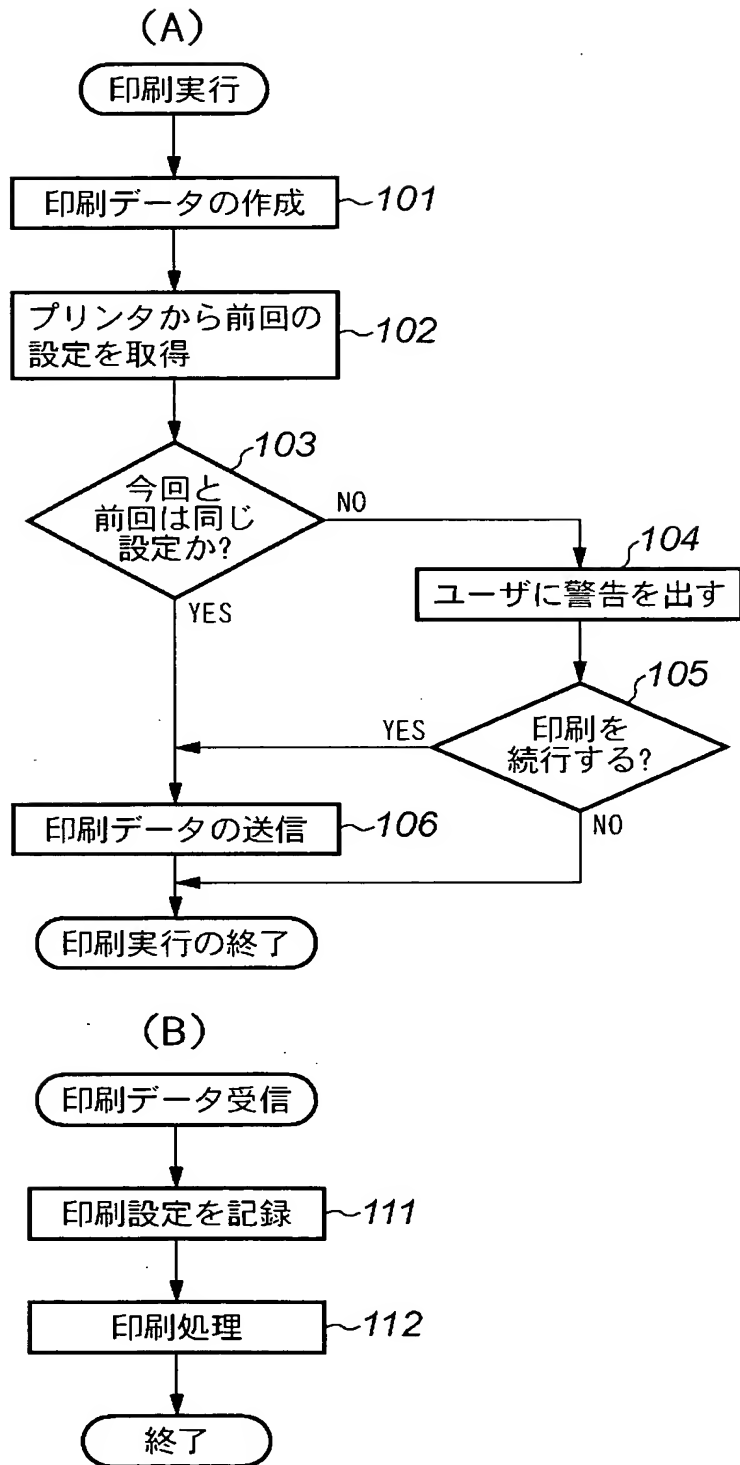 (A)
印刷実行
印刷データの作成
101
プリンタから前回の
設定を取得
102
103
今回と
前回は同じ
設定か?
NO
YES
104
ユーザに警告を出す
105
印刷を
続行する?
YES
NO
印刷データの送信
106
印刷実行の終了
(B)
印刷データ受信
印刷設定を記録
111
印刷処理
112
終了